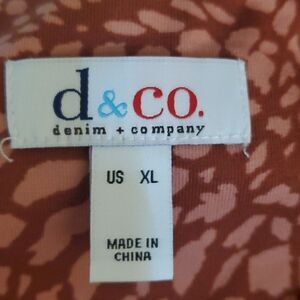 d&co.
denim + company
US XL
MADE IN
CHINA